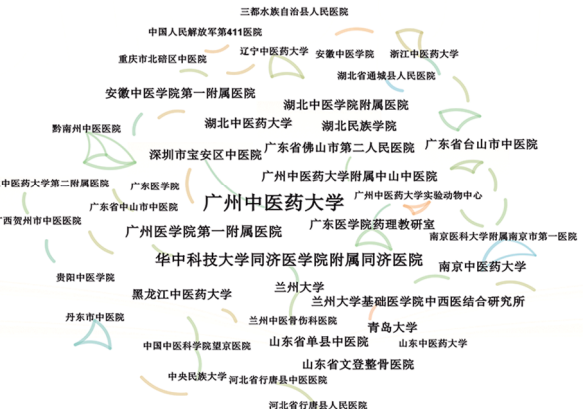 三都水族自治县人民医院
中国人民解放军第411医院
辽宁中医药大学
安徽中医学院
浙江中医药大学
重庆市北碚区中医院
湖北省通城县人民医院
安徽中医学院第一附属医院
湖北中医学院附属医院
湖北中医药大学
湖北民族学院
黔南州中医医院
深圳市宝安区中医院
广东省佛山市第二人民医院
广东省台山市中医院
广州中医药大学附属中山中医院
中医药大学第二附属医院
广东医学院
广州中医药大学
广州中医药大学实验动物中心
广东省中山市中医院
西贺州市中医医院
广州医学院第一附属医院
广东医学院药理教研室
南京医科大学附属南京市第一医院
华中科技大学同济医学院附属同济医院
南京中医药大学
贵阳中医学院
兰州大学
黑龙江中医药大学
兰州大学基础医学院中西医结合研究所
丹东市中医院
兰州中医骨伤科医院
青岛大学
中国中医科学院望京医院
山东省单县中医院
山东中医药大学
山东省文登整骨医院
中央民族大学
河北省行唐县中医医院
河北省行唐县人民医院